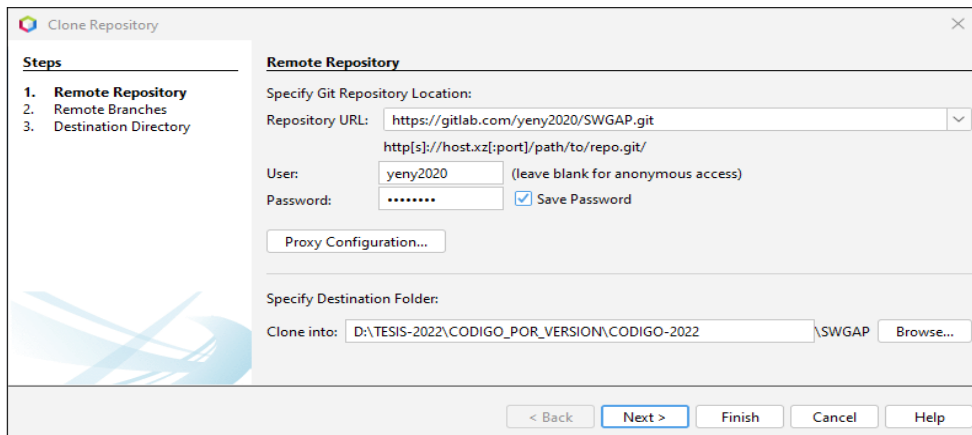 Clone Repository
Steps
1. Remote Repository
2. Remote Branches
3. Destination Directory
Remote Repository
Specify Git Repository Location:
Repository URL: https://gitlab.com/yeny2020/SWGAP.git
http[s]://host.xz[:port]/path/to/repo.git/
User: yeny2020 (leave blank for anonymous access)
Password: •••••••• Save Password
Proxy Configuration...
Specify Destination Folder:
Clone into: D:\TESIS-2022\CODIGO_POR_VERSION\CODIGO-2022 \SWGAP Browse...
< Back Next > Finish Cancel Help